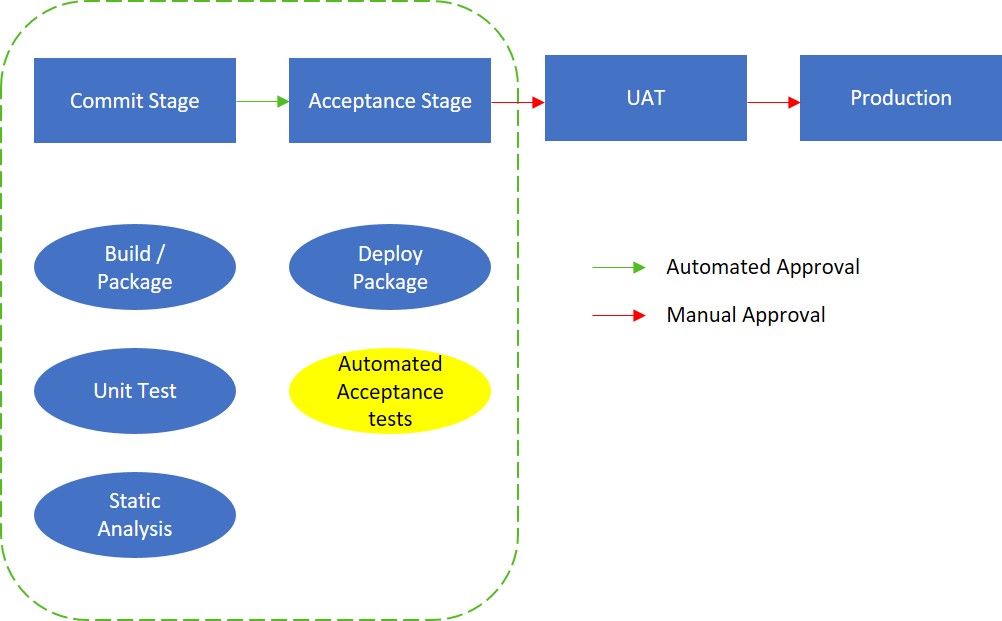 Commit Stage
Acceptance Stage
UAT
Production
Build /
Package
Deploy
Package
Automated Approval
Manual Approval
Unit Test
Automated
Acceptance
tests
Static
Analysis